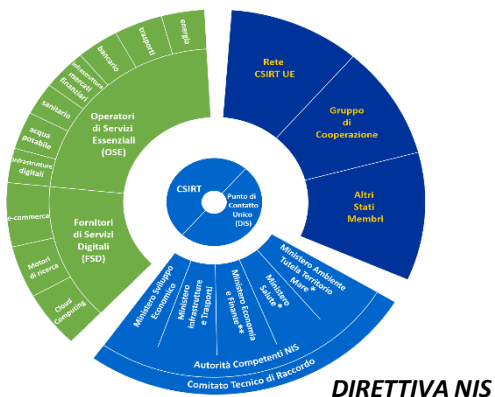 energia
trasporti
bancario
infrastrutture
mercati
finanziari
sanitario
acqua
potabile
infrastrutture
digitali
e-commerce
Motori
di ricerca
Cloud
Computing
Operatori
di Servizi
Essenziali
(OSE)
Fornitori
di Servizi
Digitali
(FSD)
Rete
CSIRT UE
Gruppo
di
Cooperazione
Altri
Stati
Membri
CSIRT
Punto di
Contatto
Unico
(DIS)
Ministero Sviluppo
Economico
Ministero
Infrastrutture
e Trasporti
Ministero Economia
e Finanze**
Ministero
Salute*
Ministero Ambiente
Tutela Territorio
Mare*
Autorità Competenti NIS
Comitato Tecnico di Raccordo
DIRETTIVA NIS